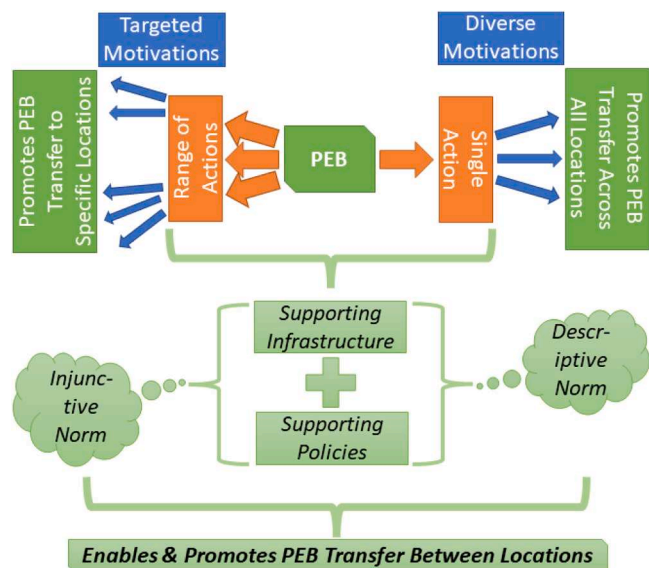 Targeted
Motivations
Diverse
Motivations
Promotes PEB
Transfer to
Specific Locations
Range of
Actions
PEB
Single
Action
Promotes PEB
Transfer Across
All Locations
Supporting
Infrastructure
Supporting
Policies
Injunc-
tive
Norm
Descr-
iptive
Norm
Enables & Promotes PEB Transfer Between Locations